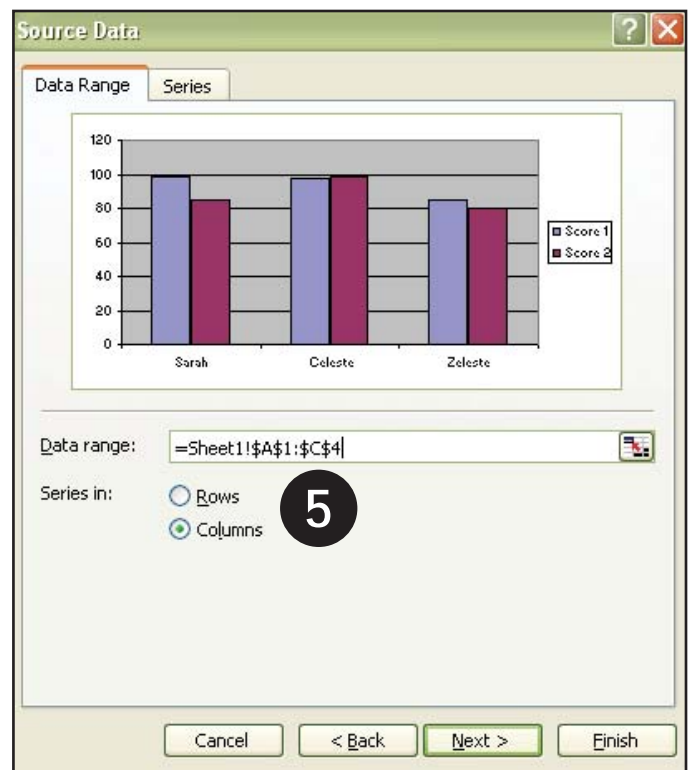 Source Data
Data Range Series
120
100
80
60
40
20
0
Score 1
Score 2
Sarah Celeste Zeleste
Data range: =Sheet1!$A$1:$C$4
Series in: Rows
Columns
5
Cancel < Back Next > Finish